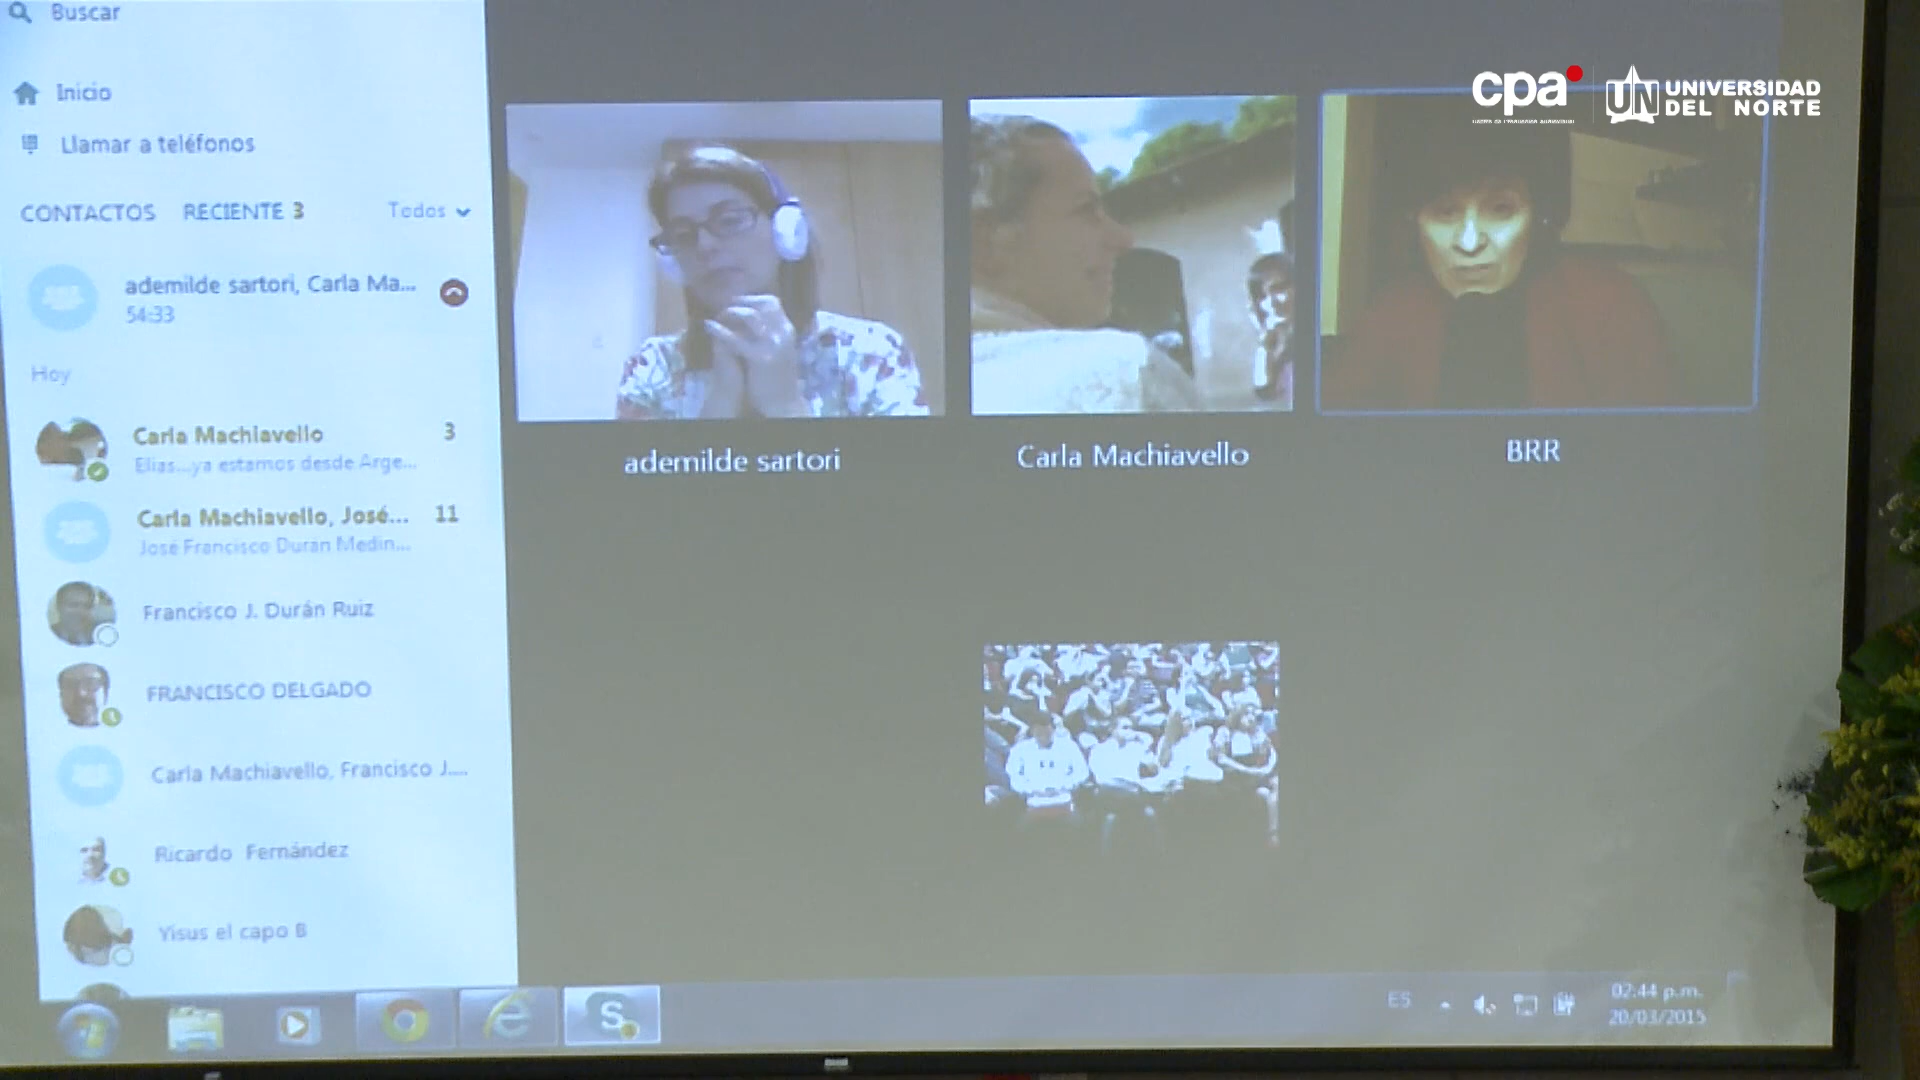 Buscar
Inicio
Llamar a teléfonos
CONTACTOS RECIENTE 3 Todos
ademilde sartori, Carla Ma...
54:33
Hoy
Carla Machiavello 3
Elias...ya estamos desde Arge...
Carla Machiavello, José... 11
José Francisco Duran Medin...
Francisco J. Durán Ruiz
FRANCISCO DELGADO
Carla Machiavello, Francisco J....
Ricardo Fernández
Yisus el capo B
ademilde sartori
Carla Machiavello
BRR
cpa
UN UNIVERSIDAD
DEL NORTE
ES
02:44 p.m.
20/03/2015